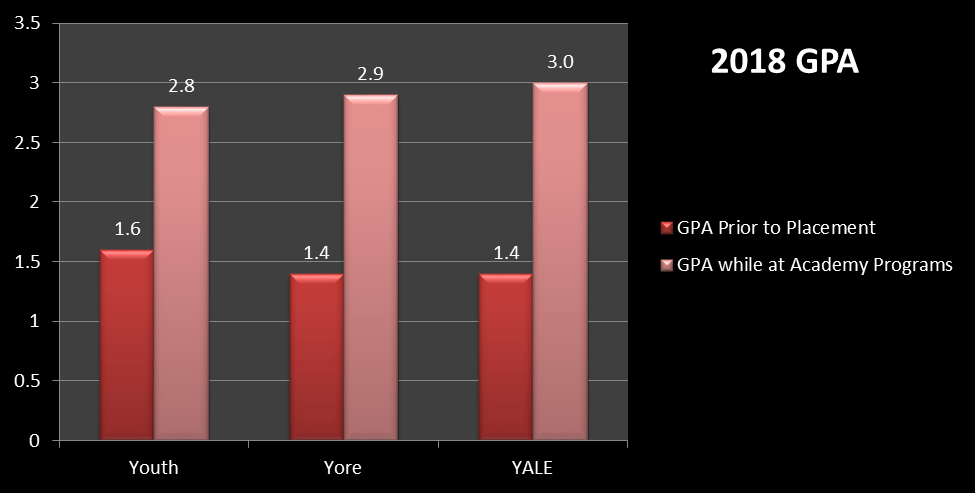 2018 GPA
3.5
3
2.5
2
1.5
1
0.5
0
1.6
2.8
1.4
2.9
1.4
3.0
Youth
Yore
YALE
GPA Prior to Placement
GPA while at Academy Programs